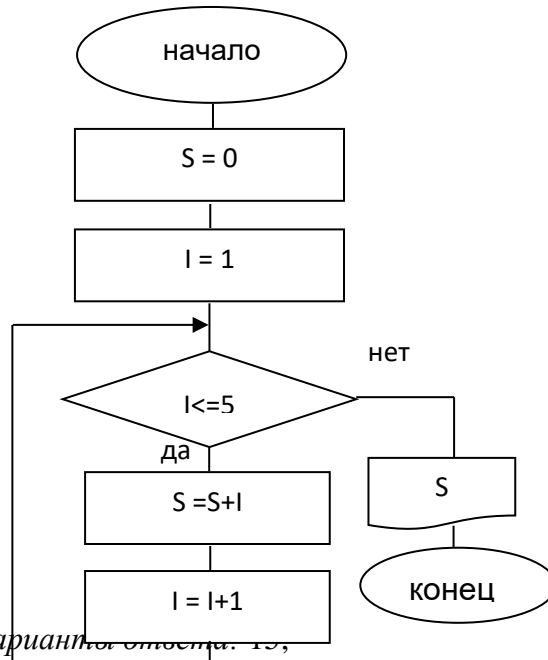 начало
S = 0
I = 1
I<=5
нет
да
S =S+I
S
I = I+1
конец